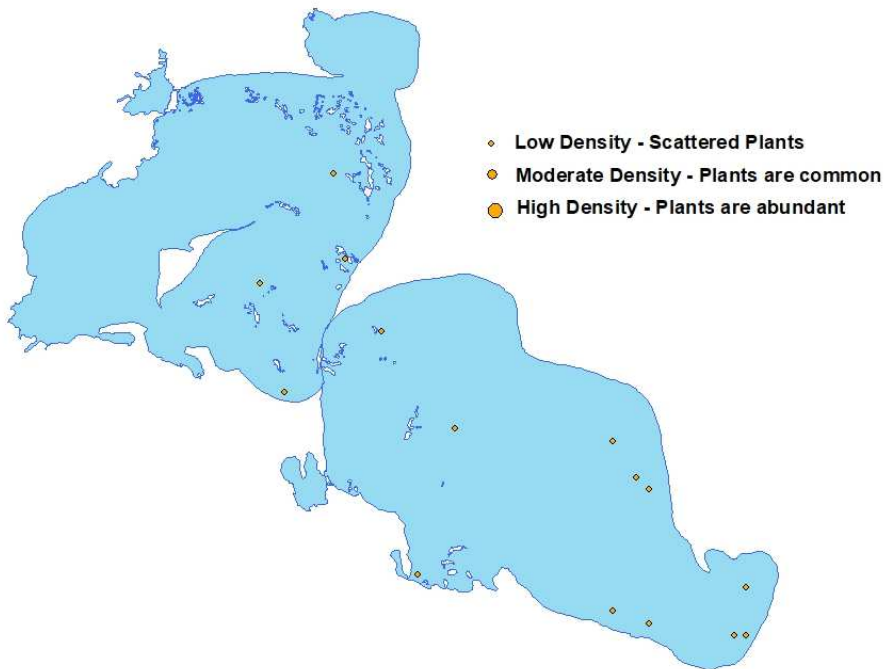 Low Density - Scattered Plants
Moderate Density - Plants are common
High Density - Plants are abundant